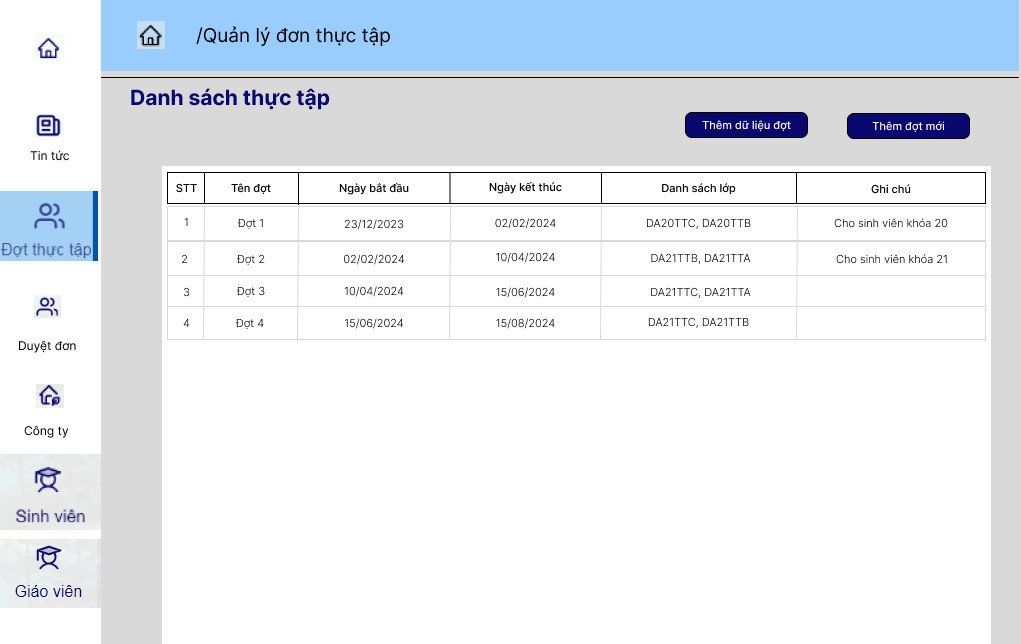 /Quản lý đơn thực tập
Tin tức
Đợt thực tập
Duyệt đơn
Công ty
Sinh viên
Giáo viên
Danh sách thực tập
Thêm dữ liệu đợt
Thêm đợt mới
STT Tên đợt Ngày bắt đầu Ngày kết thúc Danh sách lớp Ghi chú
1 Đợt 1 23/12/2023 02/02/2024 DA20TTC, DA20TTB Cho sinh viên khóa 20
2 Đợt 2 02/02/2024 10/04/2024 DA21TTB, DA21TTA Cho sinh viên khóa 21
3 Đợt 3 10/04/2024 15/06/2024 DA21TTC, DA21TTA
4 Đợt 4 15/06/2024 15/08/2024 DA21TTC, DA21TTB